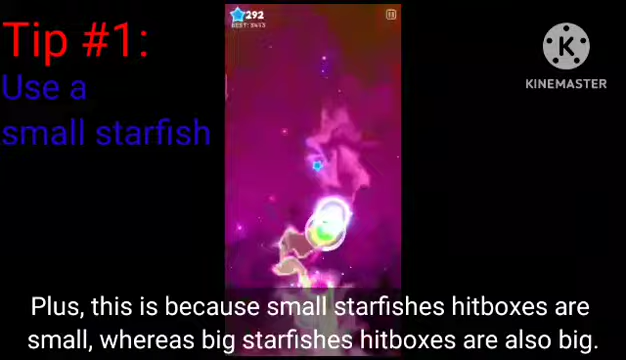 292
Tip #1:
Use a
small starfish
KINEMASTER
Plus, this is because small starfishes hitboxes are
small, whereas big starfishes hitboxes are also big.